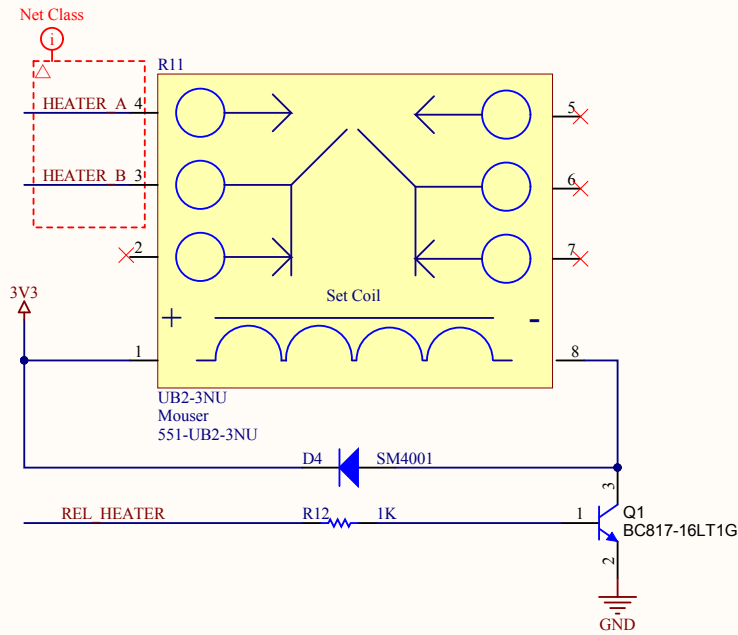 Net Class
i
R11
HEATER_A 4
5
HEATER_B 3
6
2
7
3V3
Set Coil
+ -
1
8
UB2-3NU
Mouser
551-UB2-3NU
D4 SM4001
3
REL_HEATER R12 1K 1
Q1
BC817-16LT1G
2
GND